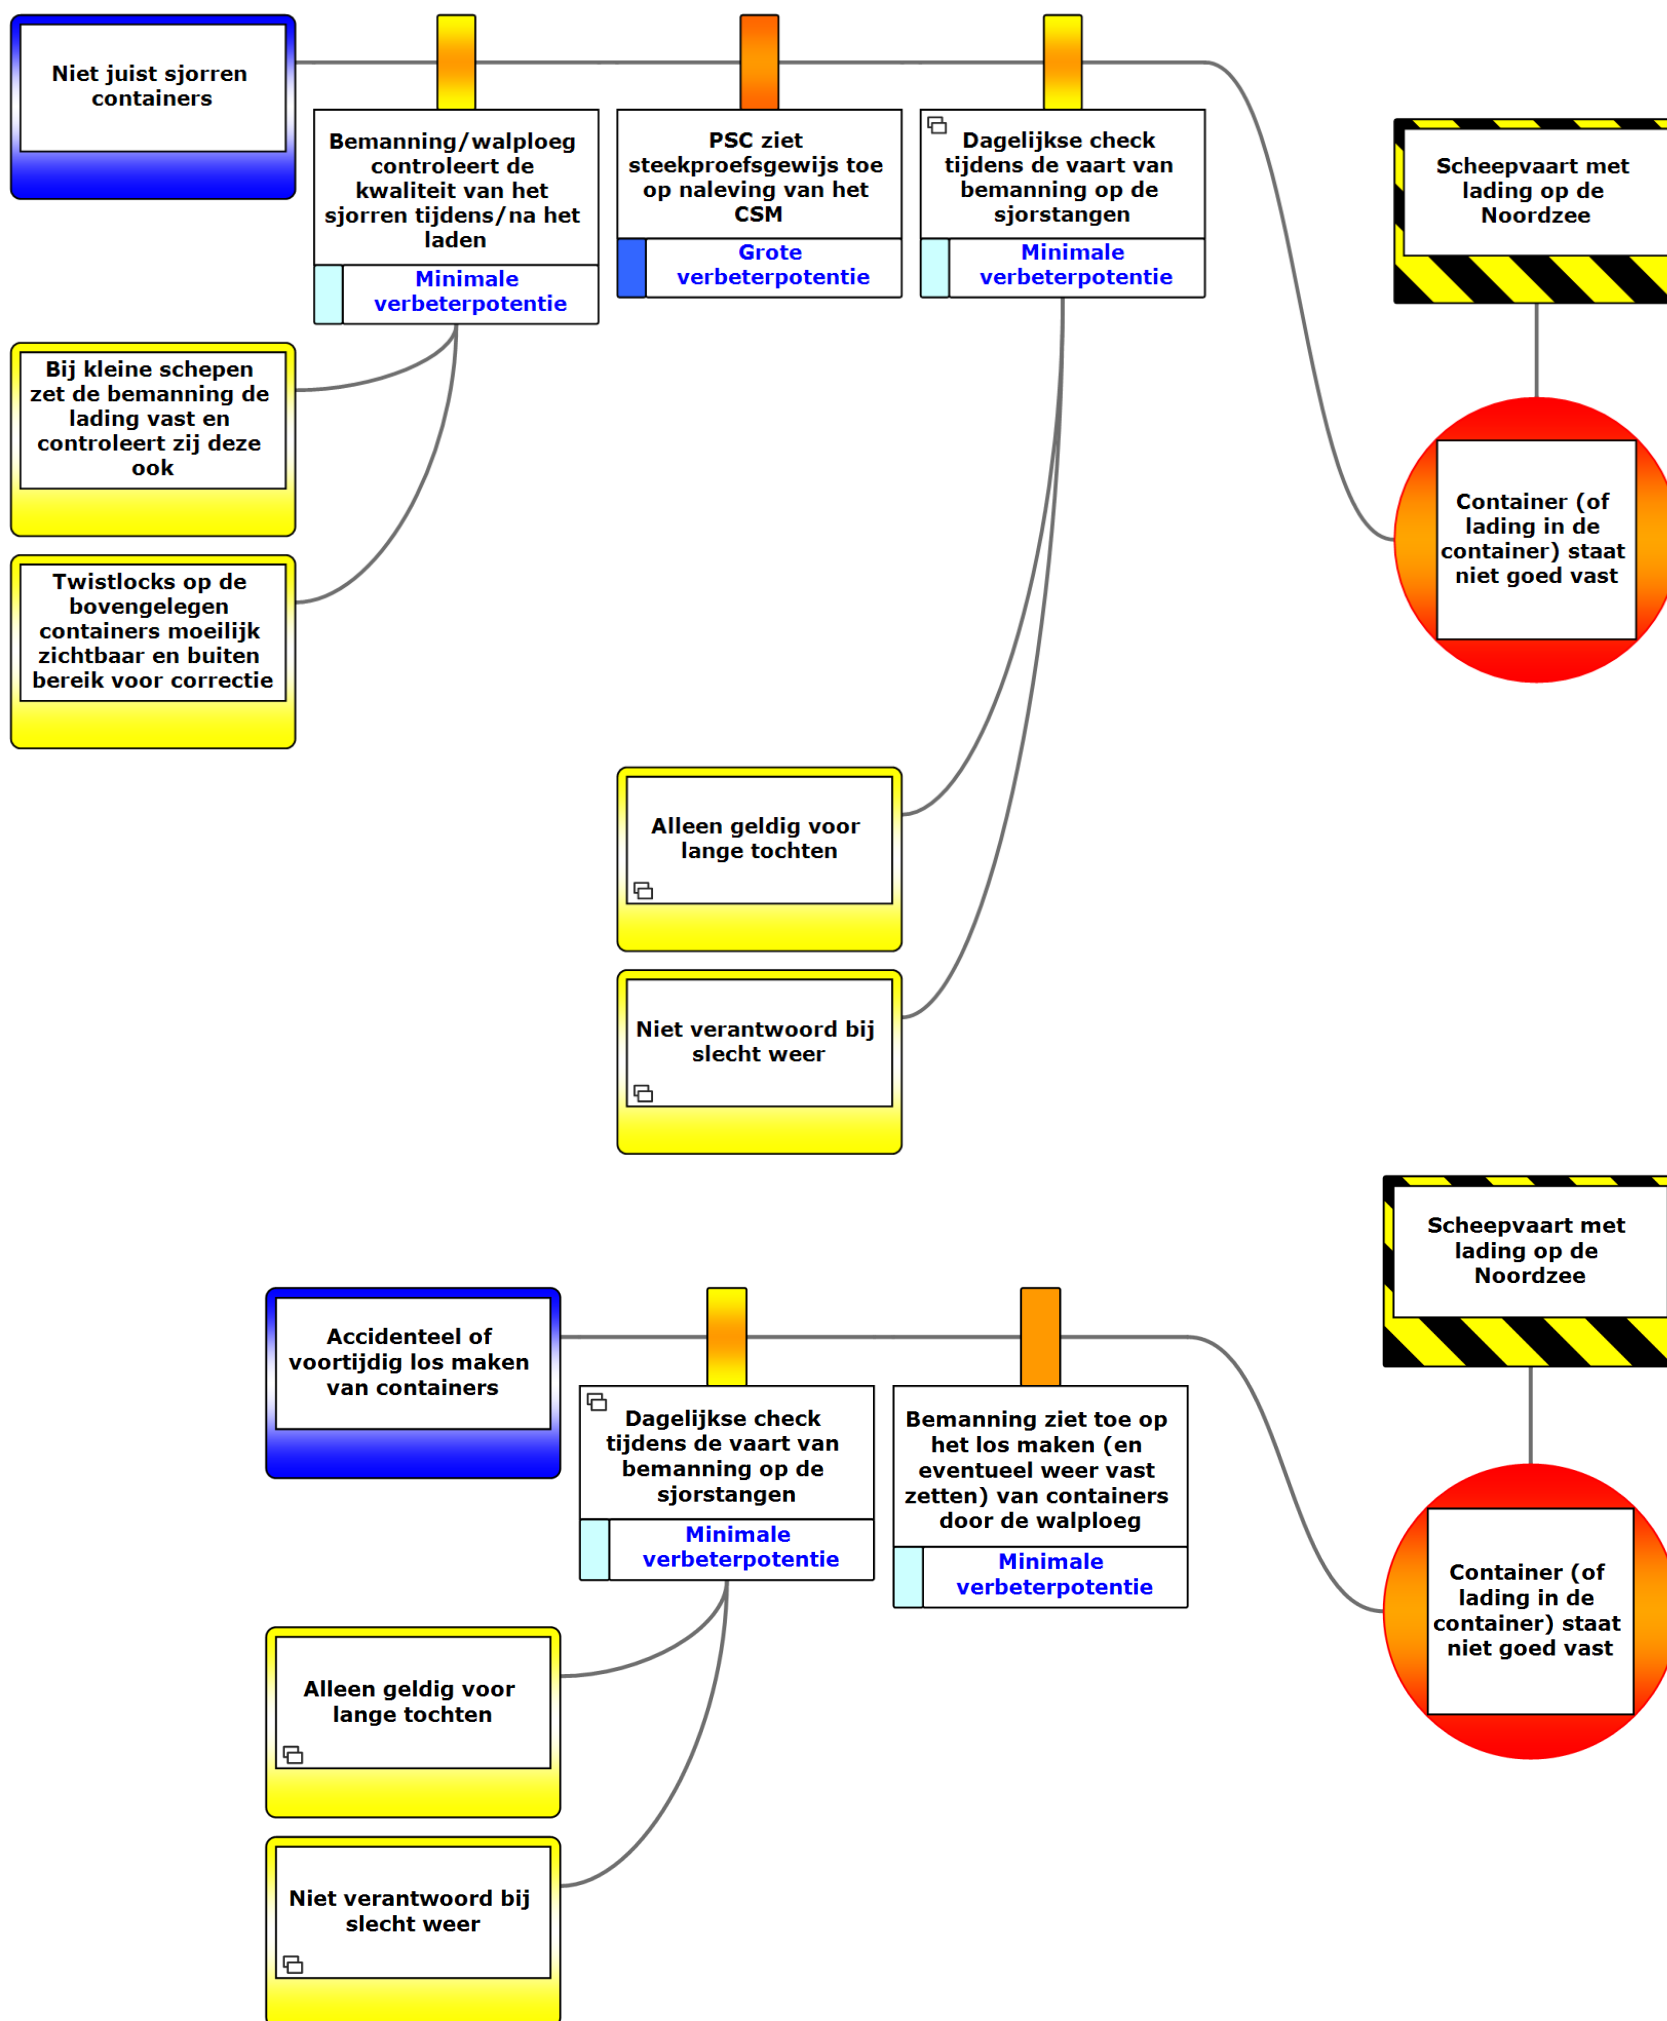 Niet juist sjorren
containers
Bemanning/walploeg
controleert de
kwaliteit van het
sjorren tijdens/na het
laden
Minimale
verbeterpotentie
PSC ziet
steekproefsgewijs toe
op naleving van het
CSM
Grote
verbeterpotentie
Dagelijkse check
tijdens de vaart van
bemanning op de
sjorstangen
Minimale
verbeterpotentie
Scheepvaart met
lading op de
Noordzee
Bij kleine schepen
zet de bemanning de
lading vast en
controleert zij deze
ook
Twistlocks op de
bovengelegen
containers moeilijk
zichtbaar en buiten
bereik voor correctie
Container (of
lading in de
container) staat
niet goed vast
Alleen geldig voor
lange tochten
Niet verantwoord bij
slecht weer
Scheepvaart met
lading op de
Noordzee
Accidenteel of
voortijdig los maken
van containers
Dagelijkse check
tijdens de vaart van
bemanning op de
sjorstangen
Minimale
verbeterpotentie
Bemanning ziet toe op
het los maken (en
eventueel weer vast
zetten) van containers
door de walploeg
Minimale
verbeterpotentie
Container (of
lading in de
container) staat
niet goed vast
Alleen geldig voor
lange tochten
Niet verantwoord bij
slecht weer